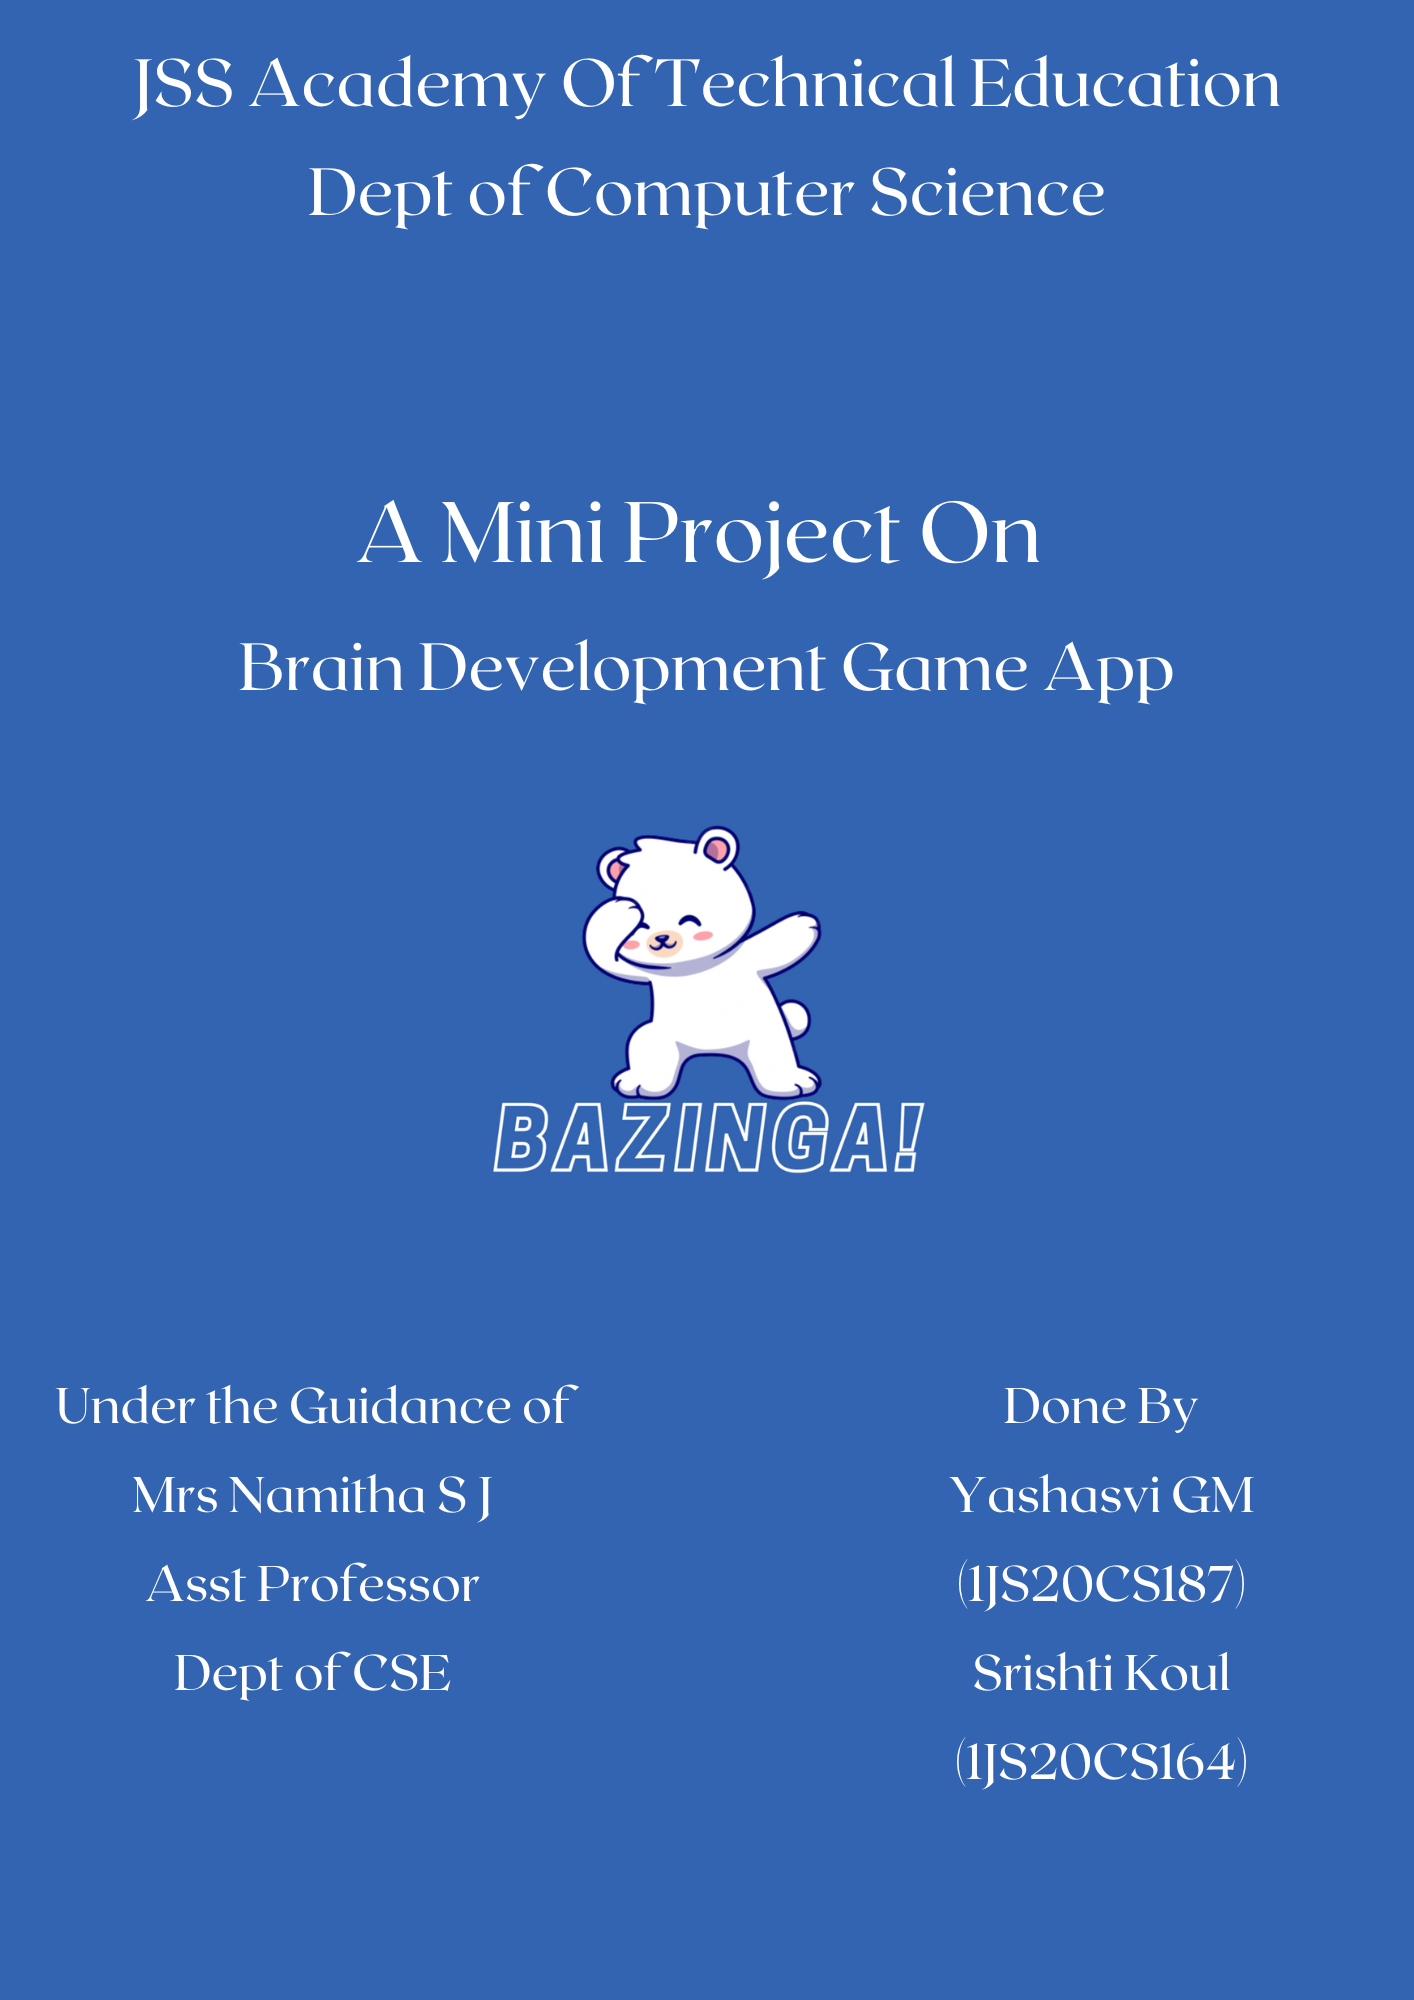 JSS Academy Of Technical Education
Dept of Computer Science
A Mini Project On
Brain Development Game App
BAZINGA!
Under the Guidance of
Mrs Namitha S J
Asst Professor
Dept of CSE
Done By
Yashasvi GM
(1JS20CS187)
Srishti Koul
(1JS20CS164)